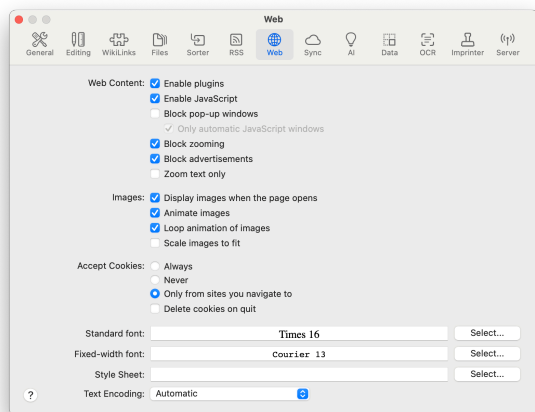 Web
General Editing WikiLinks Files Sorter RSS Web Sync AI Data OCR Imprinter Server
Web Content: Enable plugins
Enable JavaScript
Block pop-up windows
Only automatic JavaScript windows
Block zooming
Block advertisements
Zoom text only
Images: Display images when the page opens
Animate images
Loop animation of images
Scale images to fit
Accept Cookies: Always
Never
Only from sites you navigate to
Delete cookies on quit
Standard font: Times 16 Select...
Fixed-width font: Courier 13 Select...
Style Sheet: Select...
? Text Encoding: Automatic